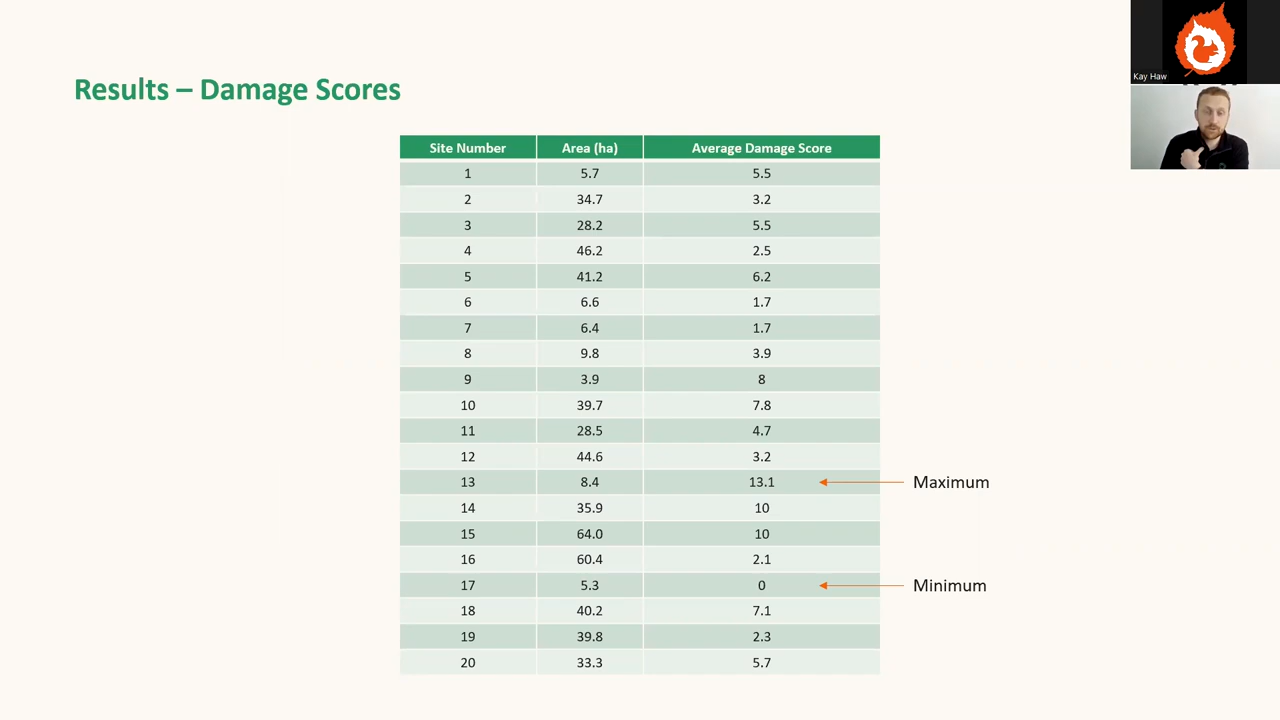 Kay Haw
Results – Damage Scores
Site Number Area (ha) Average Damage Score
1 5.7 5.5
2 34.7 3.2
3 28.2 5.5
4 46.2 2.5
5 41.2 6.2
6 6.6 1.7
7 6.4 1.7
8 9.8 3.9
9 3.9 8
10 39.7 7.8
11 28.5 4.7
12 44.6 3.2
13 8.4 13.1 Maximum
14 35.9 10
15 64.0 10
16 60.4 2.1
17 5.3 0 Minimum
18 40.2 7.1
19 39.8 2.3
20 33.3 5.7